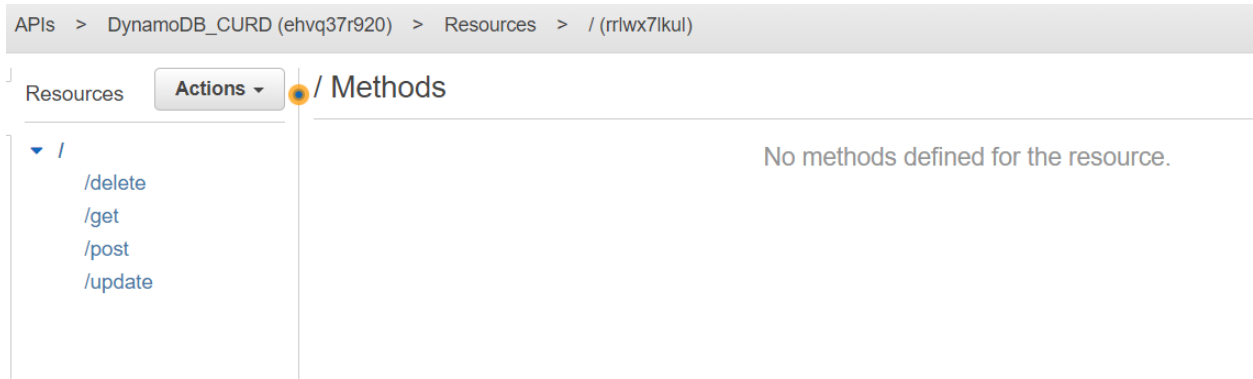 APIs > DynamoDB_CURD (ehvq37r920) > Resources > / (rrlwx7lkul)
Resources
Actions
/ Methods
/
/delete
/get
/post
/update
No methods defined for the resource.